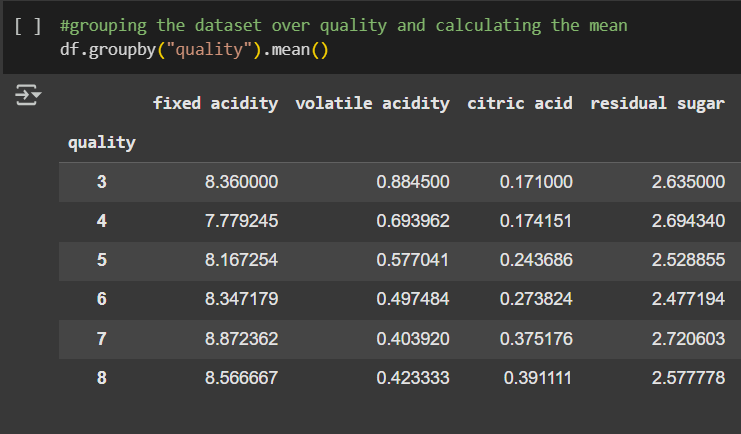 [ ] #grouping the dataset over quality and calculating the mean
df.groupby("quality").mean()
fixed acidity volatile acidity citric acid residual sugar
quality
3 8.360000 0.884500 0.171000 2.635000
4 7.779245 0.693962 0.174151 2.694340
5 8.167254 0.577041 0.243686 2.528855
6 8.347179 0.497484 0.273824 2.477194
7 8.872362 0.403920 0.375176 2.720603
8 8.566667 0.423333 0.391111 2.577778